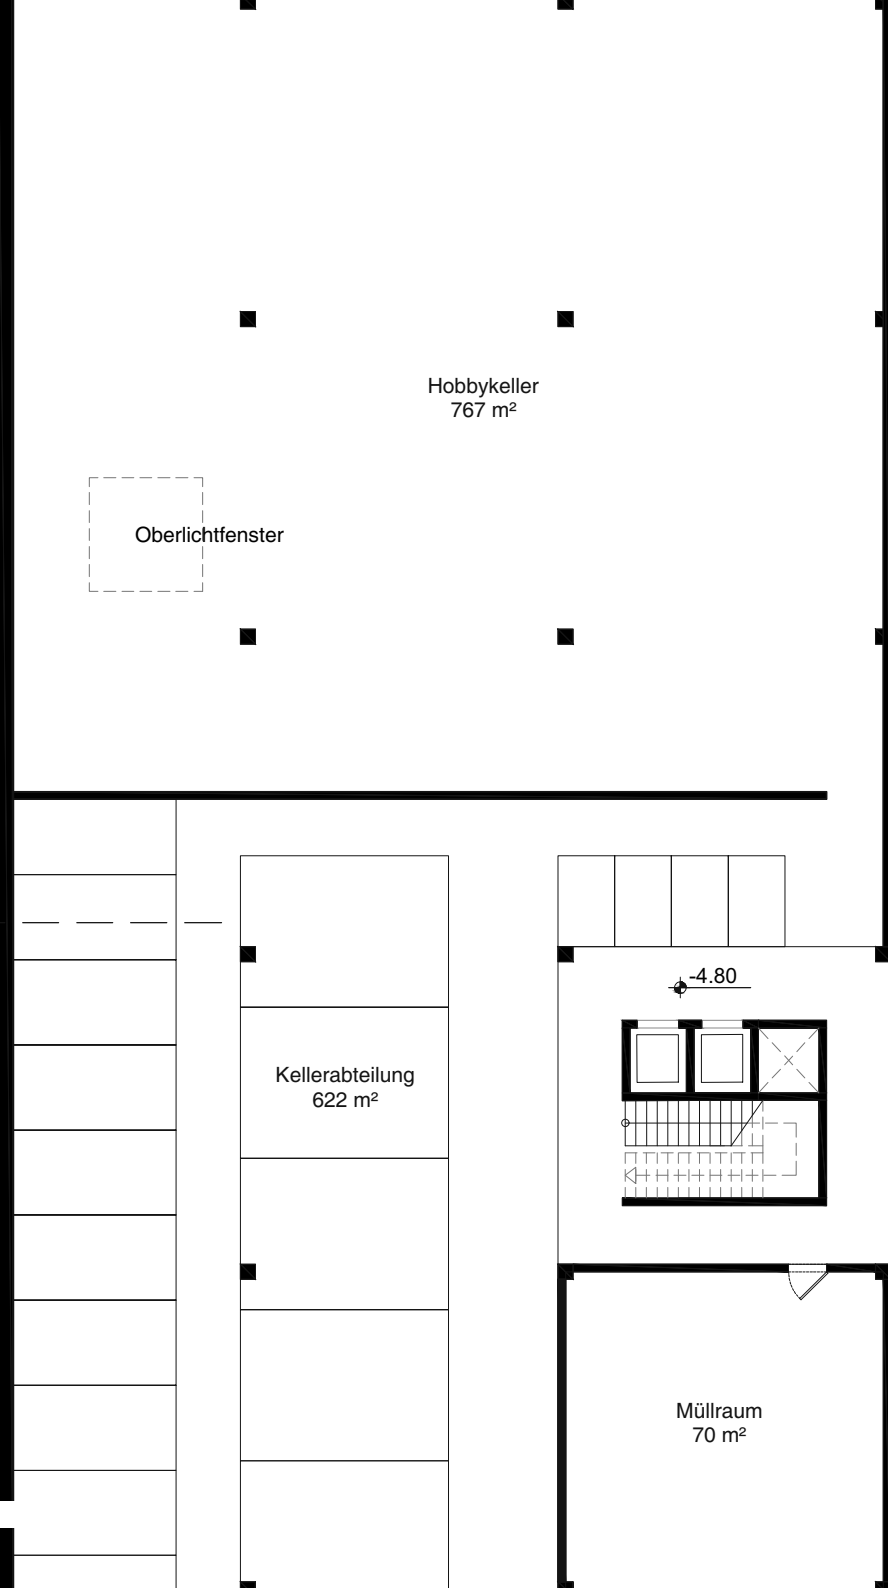 Hobbykeller
767 m²
Oberlichtfenster
-4.80
Kellerabteilung
622 m²
Müllraum
70 m²